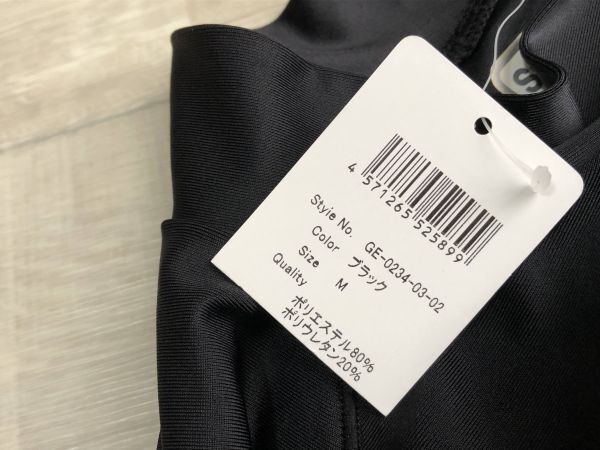 4 571265 525899
Style No. GE-0234-03-02
Color ブラック
Size M
Quality
ポリエステル80%
ポリウレタン20%
S